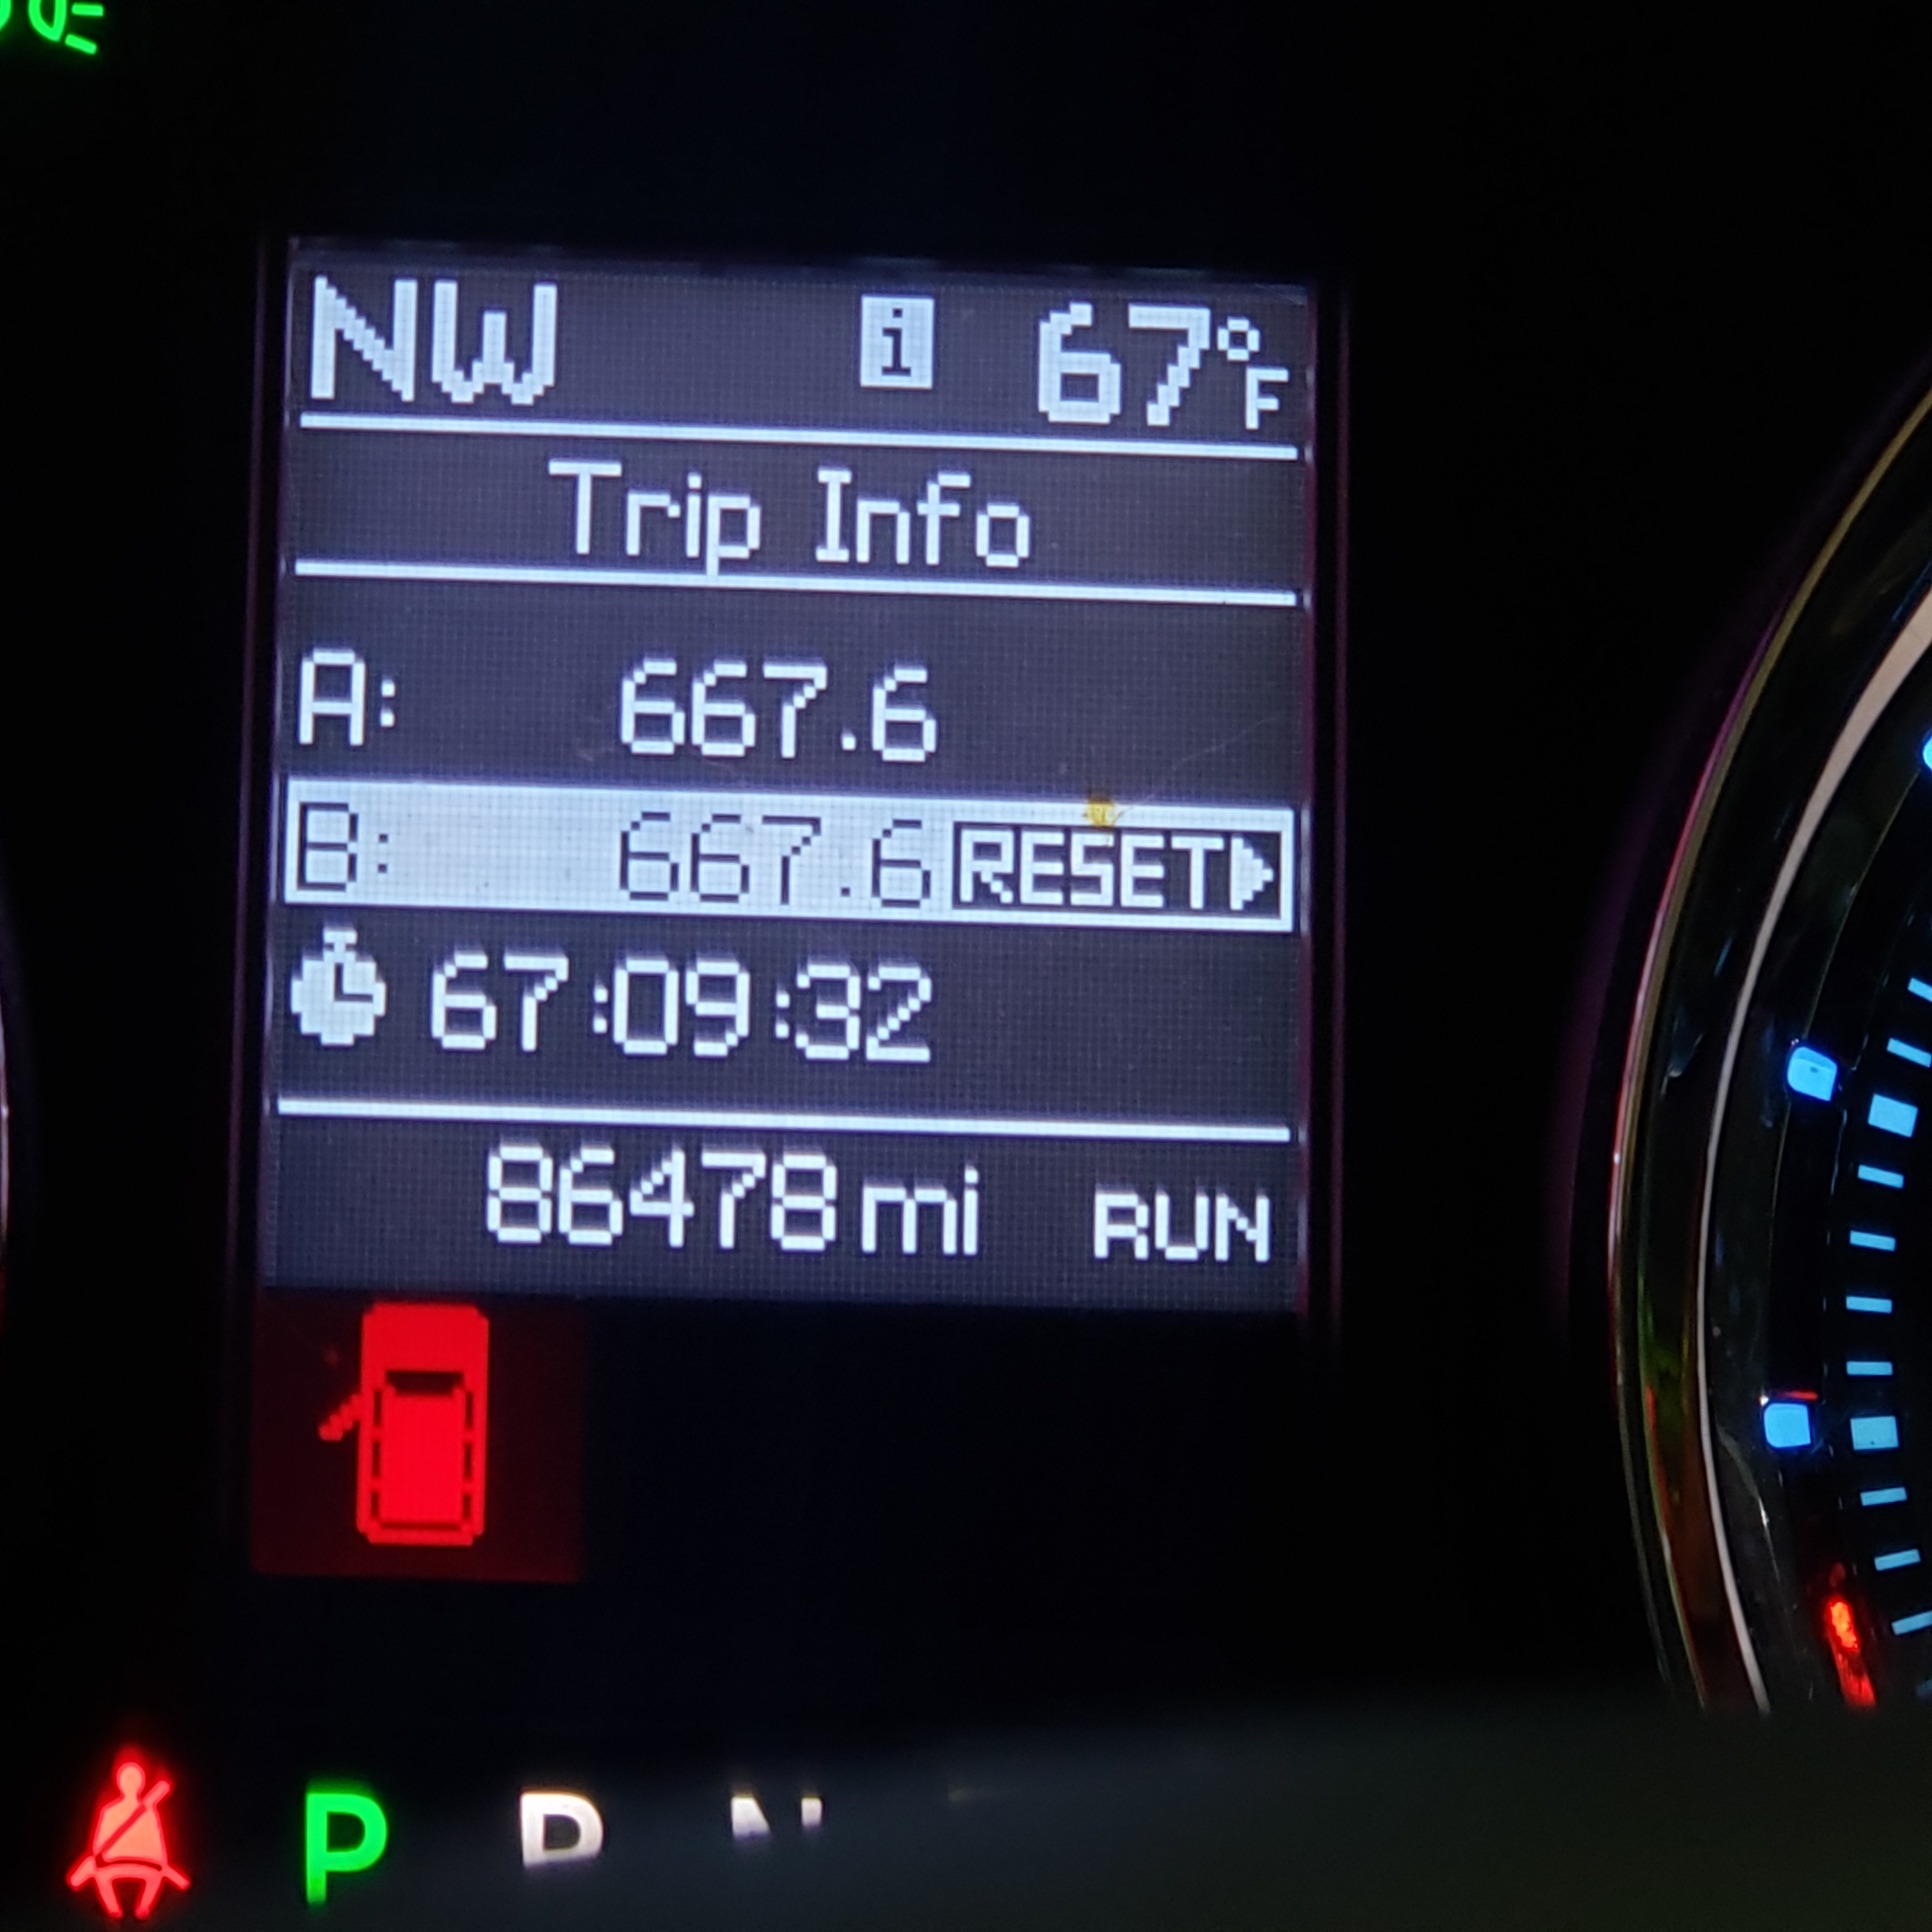 NW i 67°F
Trip Info
A: 667.6
B: 667.6 RESET
67:09:32
86478 mi RUN
P R N